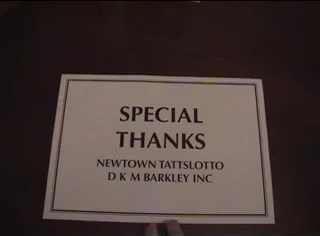 SPECIAL
THANKS
NEWTOWN TATTSLOTTO
D K M BARKLEY INC